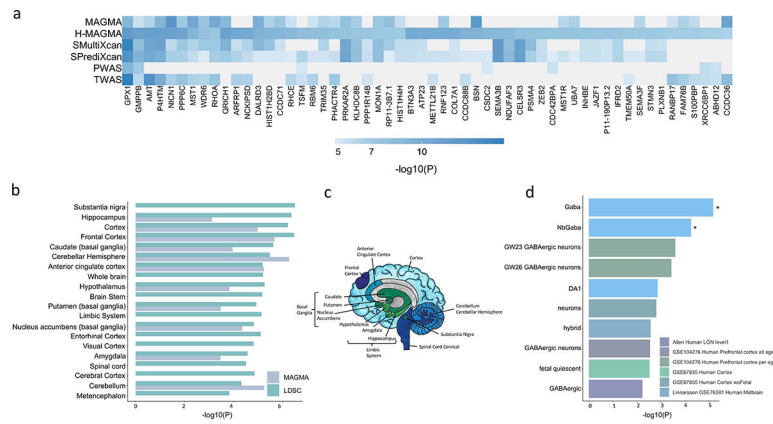 a
MAGMA
H-MAGMA
SMultiXcan
SPrediXcan
PWAS
TWAS
GPX1
GMPPB
AMT
P4HTM
NICN1
PPP6C
MST1
WDR6
RHOA
QRICH1
ARFRP1
NCKIPSD
DALRD3
HIST1H2BD
CCDC71
RHCE
TSFM
RBM6
TRIM35
PHACTR4
PRKAR2A
KLHDC8B
PPP1R14B
MON1A
RP11-3B7.1
HIST1H4H
BTN3A3
ATP23
METTL21B
RNF123
COL7A1
CCDC88B
BSN
CSDC2
SEMA3B
NDUFAF3
CELSR3
PSMA4
ZEB2
CDC42BPA
MST1R
UBA7
INHBE
JAZF1
P11-190P13.2
IFRD2
TMEM50A
SEMA3F
STMN3
PLXNB1
RANBP17
FAM76B
S100PBP
XRCC6BP1
ABHD12
CCDC36
5 7 10
-log10(P)
b
Substantia nigra
Hippocampus
Cortex
Frontal Cortex
Caudate (basal ganglia)
Cerebellar Hemisphere
Anterior cingulate cortex
Whole brain
Hypothalamus
Brain Stem
Putamen (basal ganglia)
Limbic System
Nucleus accumbens (basal ganglia)
Entorhinal Cortex
Visual Cortex
Amygdala
Spinal cord
Cerebral Cortex
Cerebellum
Metencephalon
MAGMA
LDSC
0 2 4 6
-log10(P)
c
Anterior
Cingulate Cortex
Cortex
Frontal
Cortex
Caudate
Putamen
Nucleus
Accumbens
Basal
Ganglia
Hypothalamus
Amygdala
Hippocampus
Limbic
System
Cerebellum
Cerebellar Hemisphere
Substantia Nigra
Spinal Cord Cervical
d
Gaba
*
NbGaba
*
GW23 GABAergic neurons
GW26 GABAergic neurons
DA1
neurons
hybrid
GABAergic neurons
fetal quiescent
GABAergic
Allen Human LGN level1
GSE104276 Human Prefrontal cortex all age
GSE104276 Human Prefrontal cortex per ag
GSE67835 Human Cortex
GSE67835 Human Cortex woFetal
Linnarsson GSE76381 Human Midbrain
0 1 2 3 4 5
-log10(P)